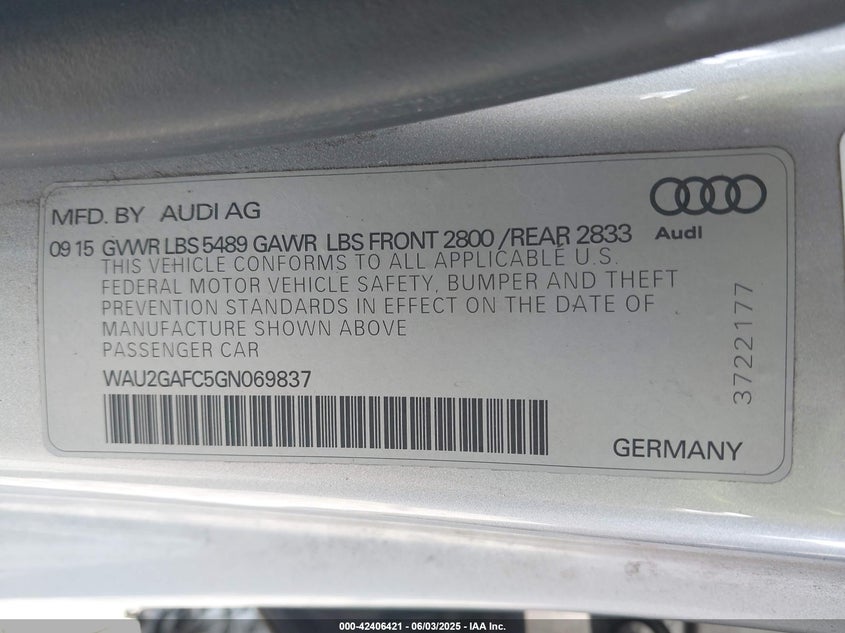 MFD. BY AUDI AG
Audi
09 15 GVWR LBS 5489 GAWR LBS FRONT 2800 /REAR 2833
THIS VEHICLE CONFORMS TO ALL APPLICABLE U.S.
FEDERAL MOTOR VEHICLE SAFETY, BUMPER AND THEFT
PREVENTION STANDARDS IN EFFECT ON THE DATE OF
MANUFACTURE SHOWN ABOVE
PASSENGER CAR
WAU2GAFC5GN069837
3722177
GERMANY
000-42406421 - 06/03/2025 - IAA Inc.